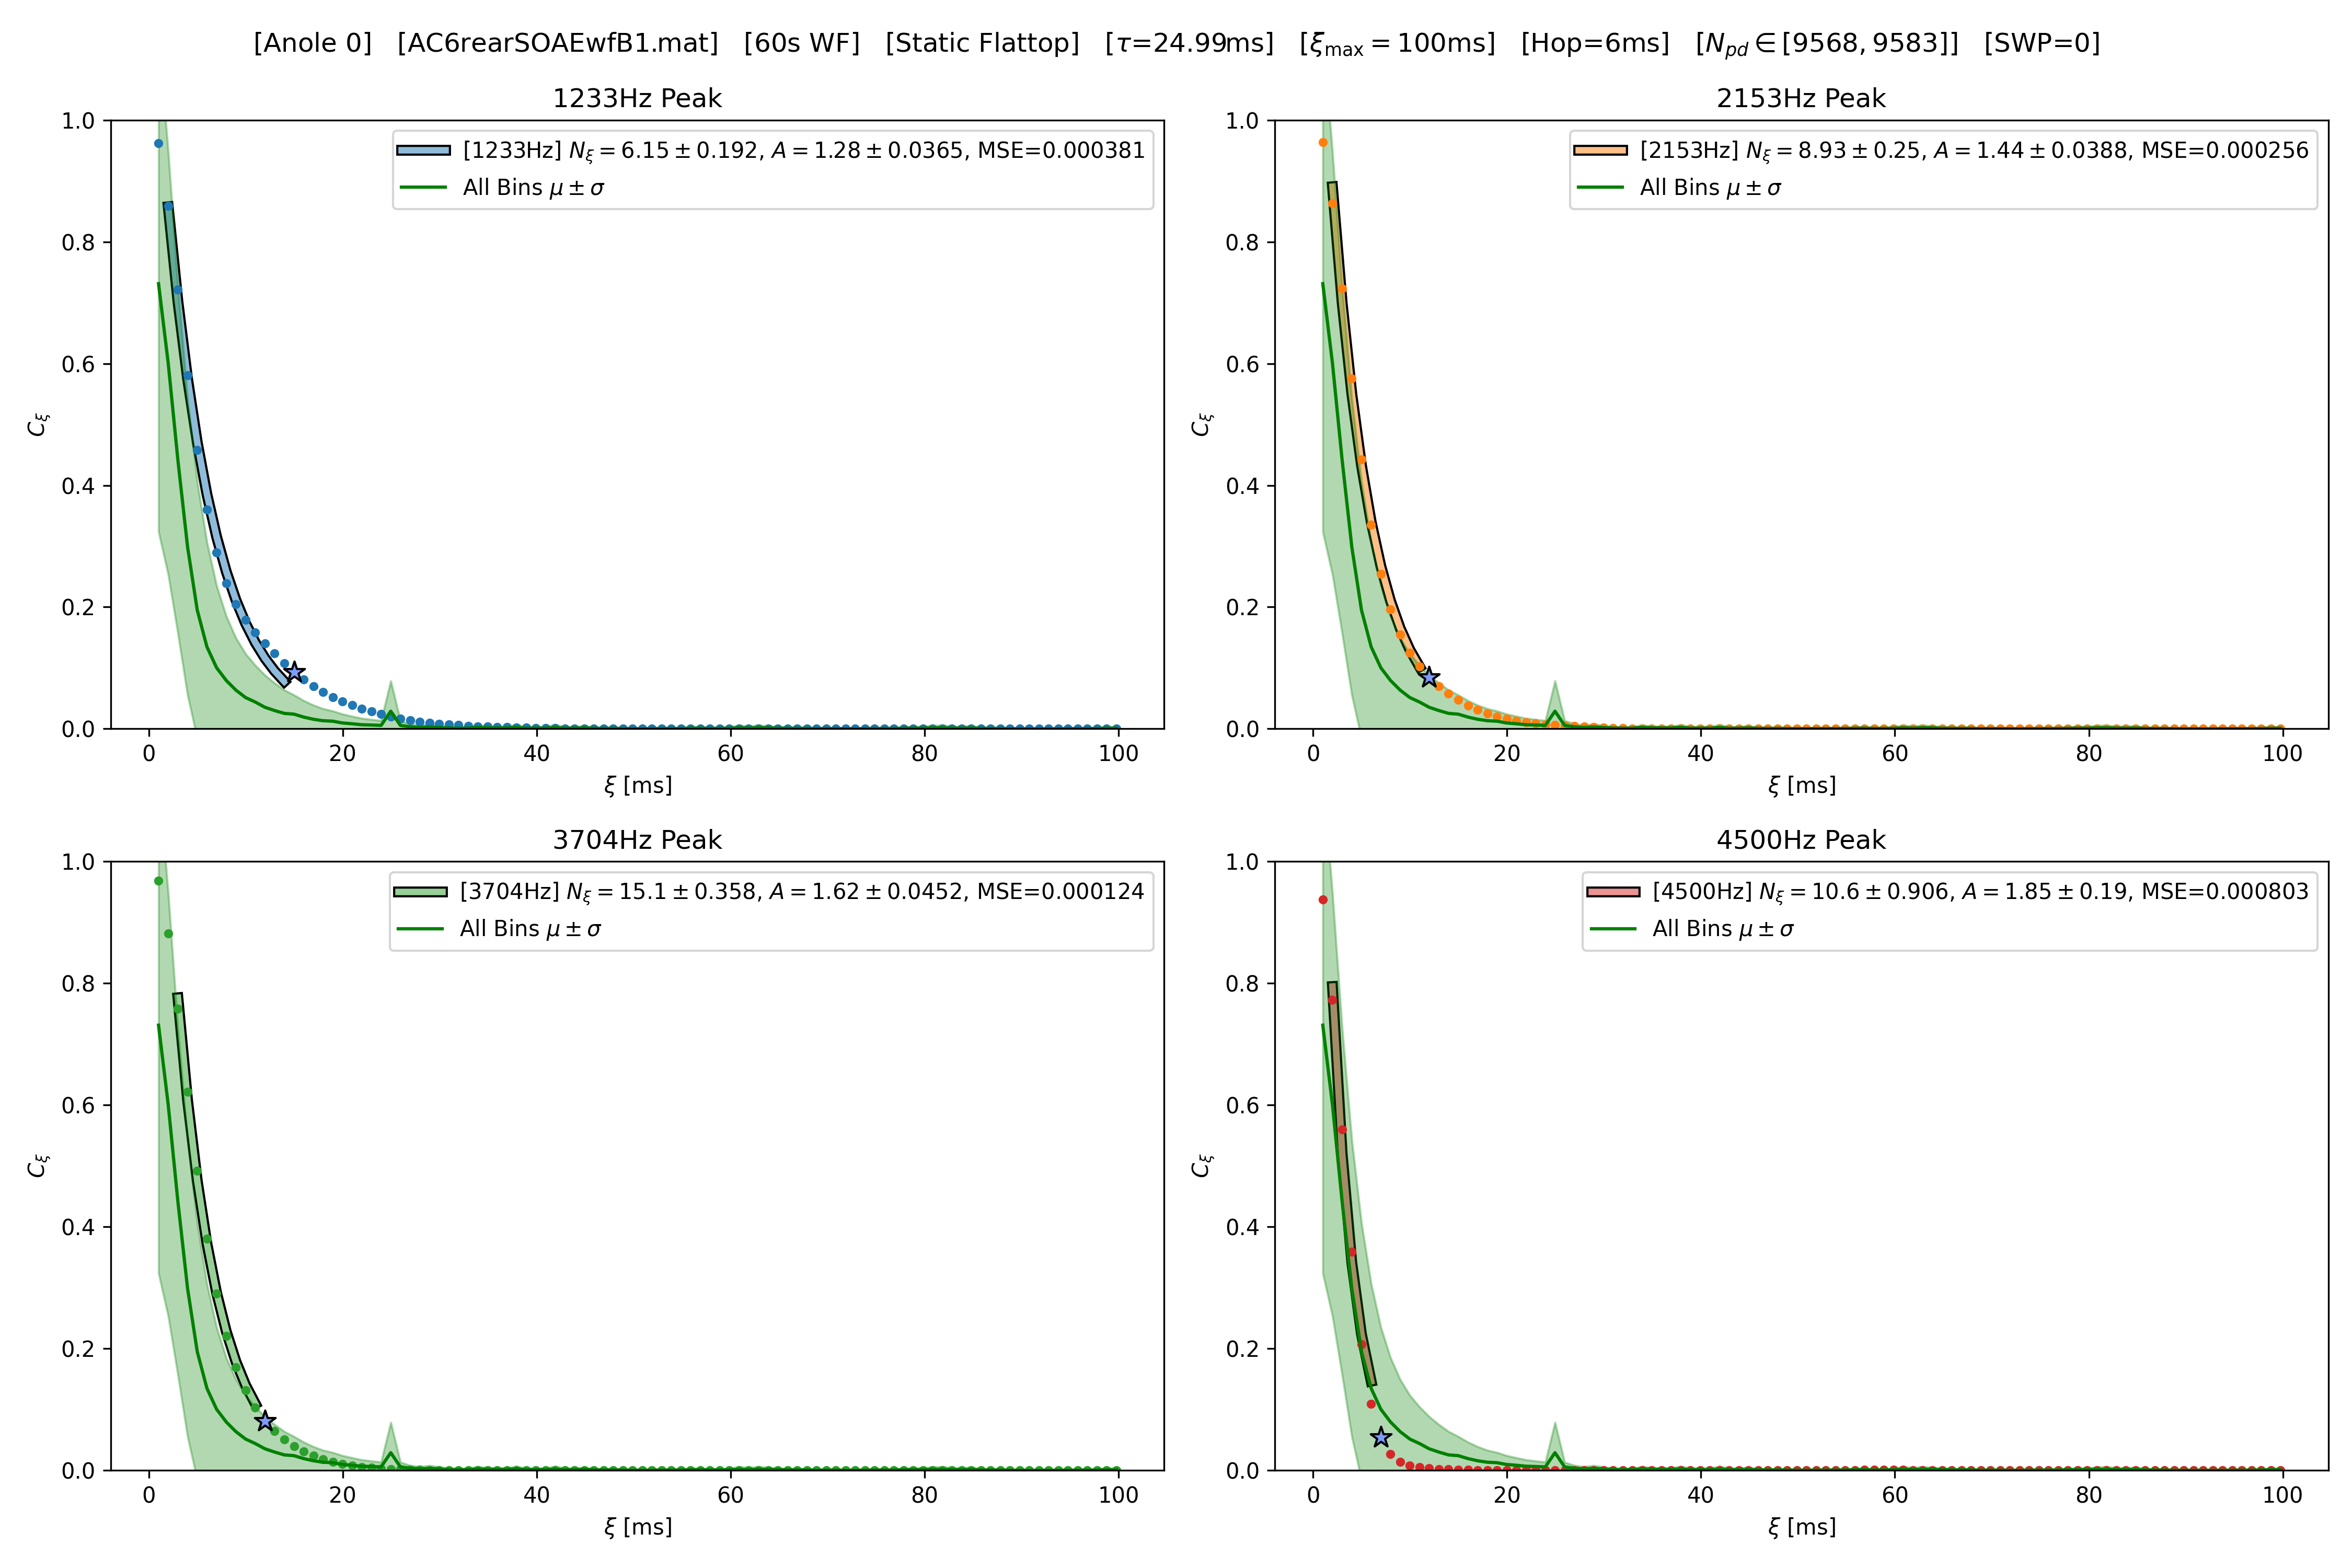 [Anole 0] [AC6rearSOAEwfB1.mat] [60s WF] [Static Flattop] [τ=24.99ms] [ξmax = 100ms] [Hop=6ms] [Npd ∈ [9568, 9583]] [SWP=0]
1233Hz Peak
[1233Hz] Nξ = 6.15 ± 0.192, A = 1.28 ± 0.0365, MSE=0.000381
All Bins μ ± σ
1.0
0.8
0.6
0.4
0.2
0.0
Cξ
0 20 40 60 80 100
ξ [ms]
2153Hz Peak
[2153Hz] Nξ = 8.93 ± 0.25, A = 1.44 ± 0.0388, MSE=0.000256
All Bins μ ± σ
1.0
0.8
0.6
0.4
0.2
0.0
Cξ
0 20 40 60 80 100
ξ [ms]
3704Hz Peak
[3704Hz] Nξ = 15.1 ± 0.358, A = 1.62 ± 0.0452, MSE=0.000124
All Bins μ ± σ
1.0
0.8
0.6
0.4
0.2
0.0
Cξ
0 20 40 60 80 100
ξ [ms]
4500Hz Peak
[4500Hz] Nξ = 10.6 ± 0.906, A = 1.85 ± 0.19, MSE=0.000803
All Bins μ ± σ
1.0
0.8
0.6
0.4
0.2
0.0
Cξ
0 20 40 60 80 100
ξ [ms]